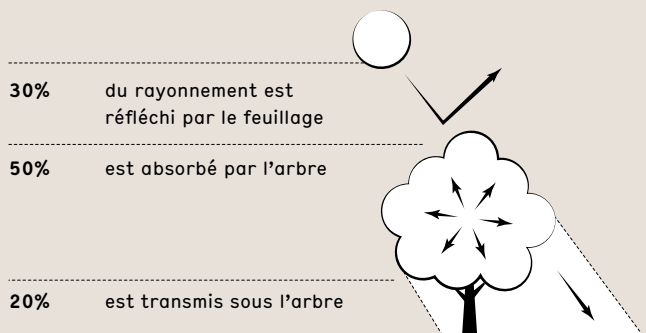 30% du rayonnement est
réfléchi par le feuillage
50% est absorbé par l'arbre
20% est transmis sous l'arbre